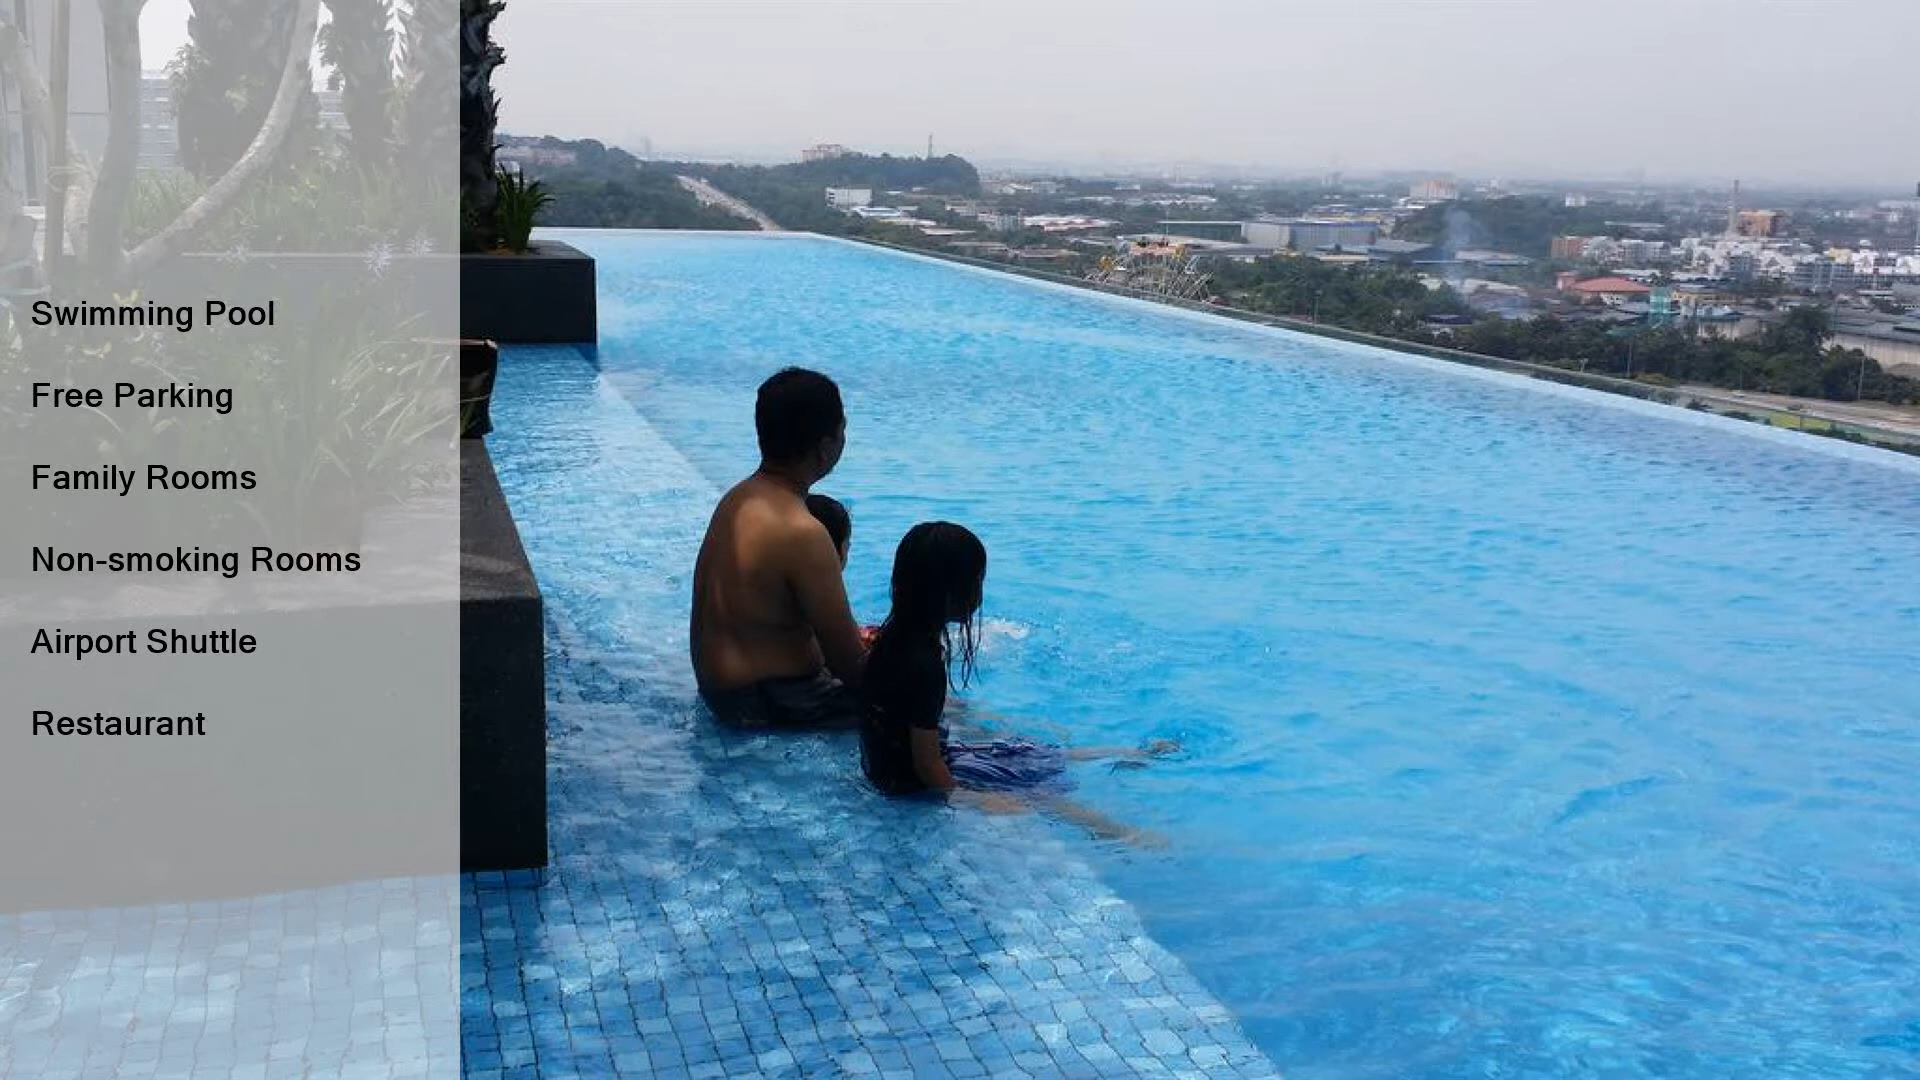 Swimming Pool
Free Parking
Family Rooms
Non-smoking Rooms
Airport Shuttle
Restaurant